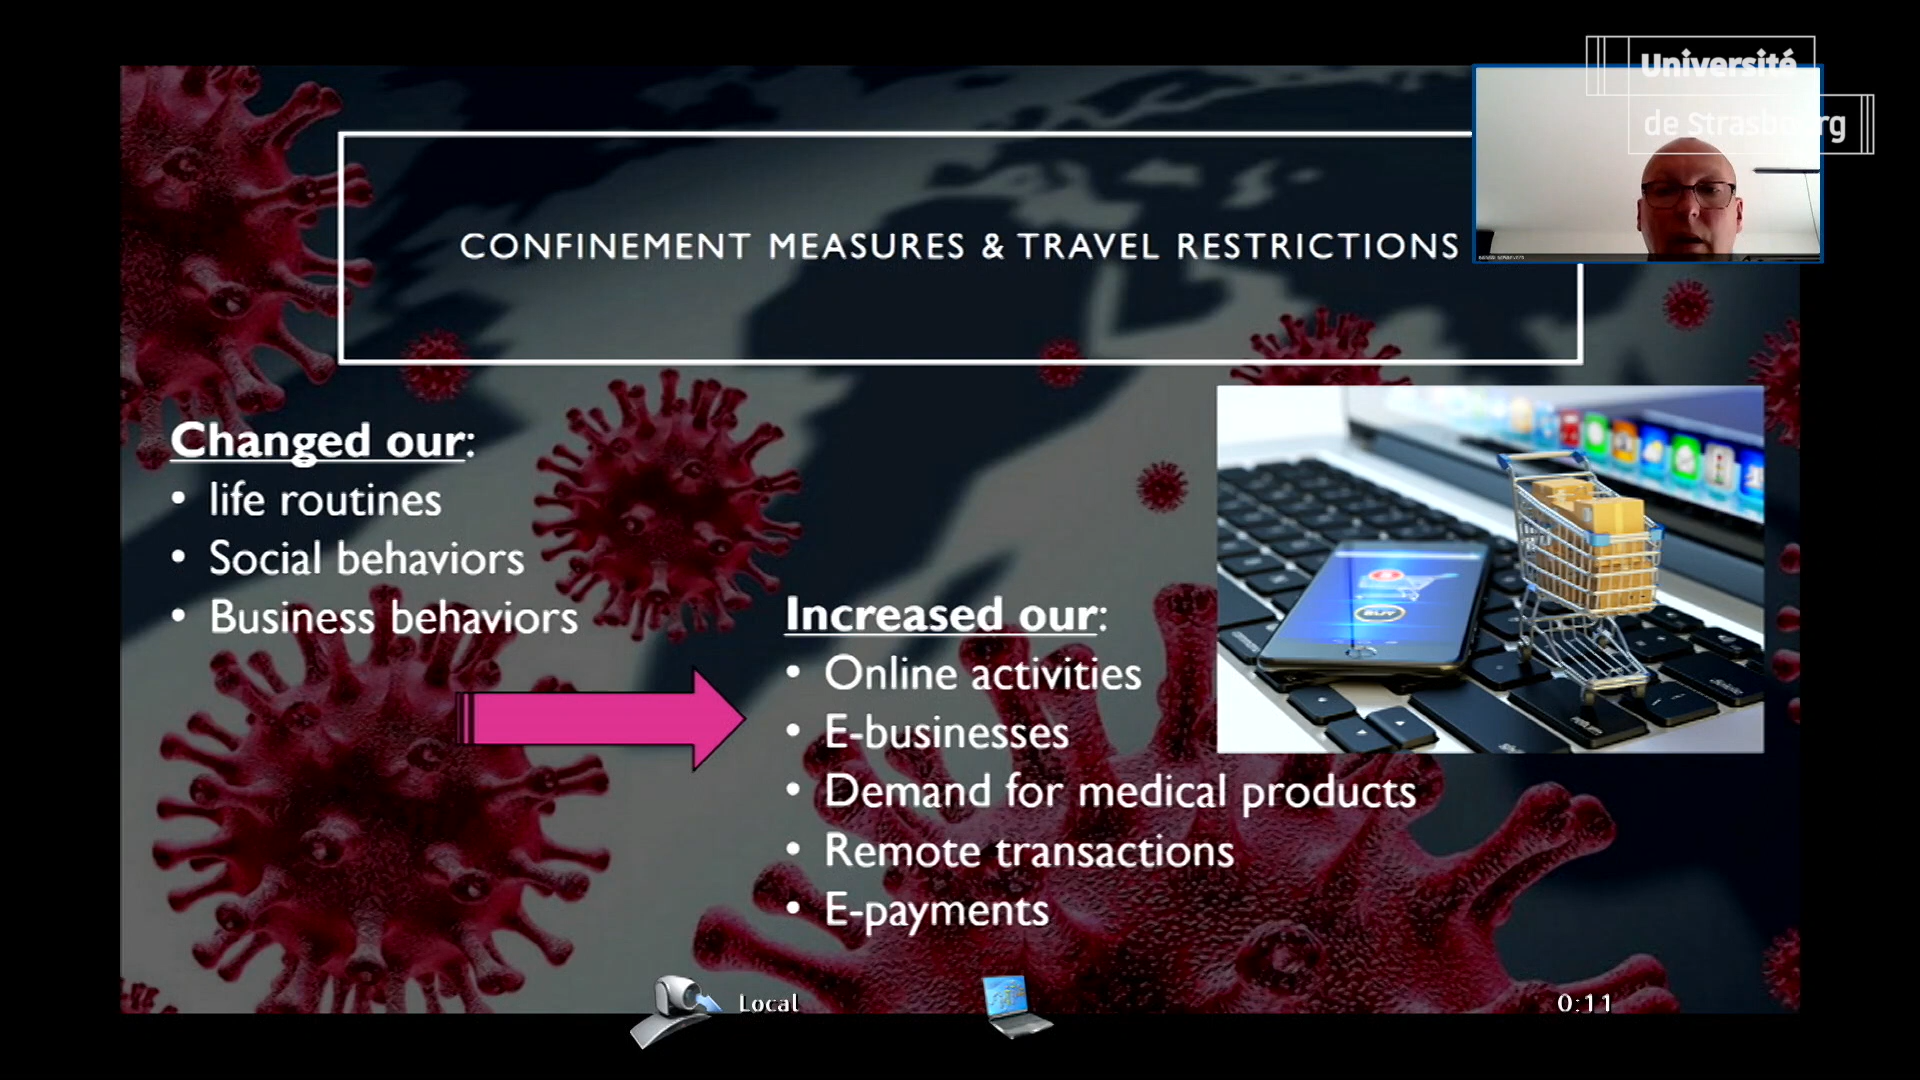 Université
de Strasbourg
CONFINEMENT MEASURES & TRAVEL RESTRICTIONS
Changed our:
• life routines
• Social behaviors
• Business behaviors
Increased our:
• Online activities
• E-businesses
• Demand for medical products
• Remote transactions
• E-payments
BUY
Local
0:11